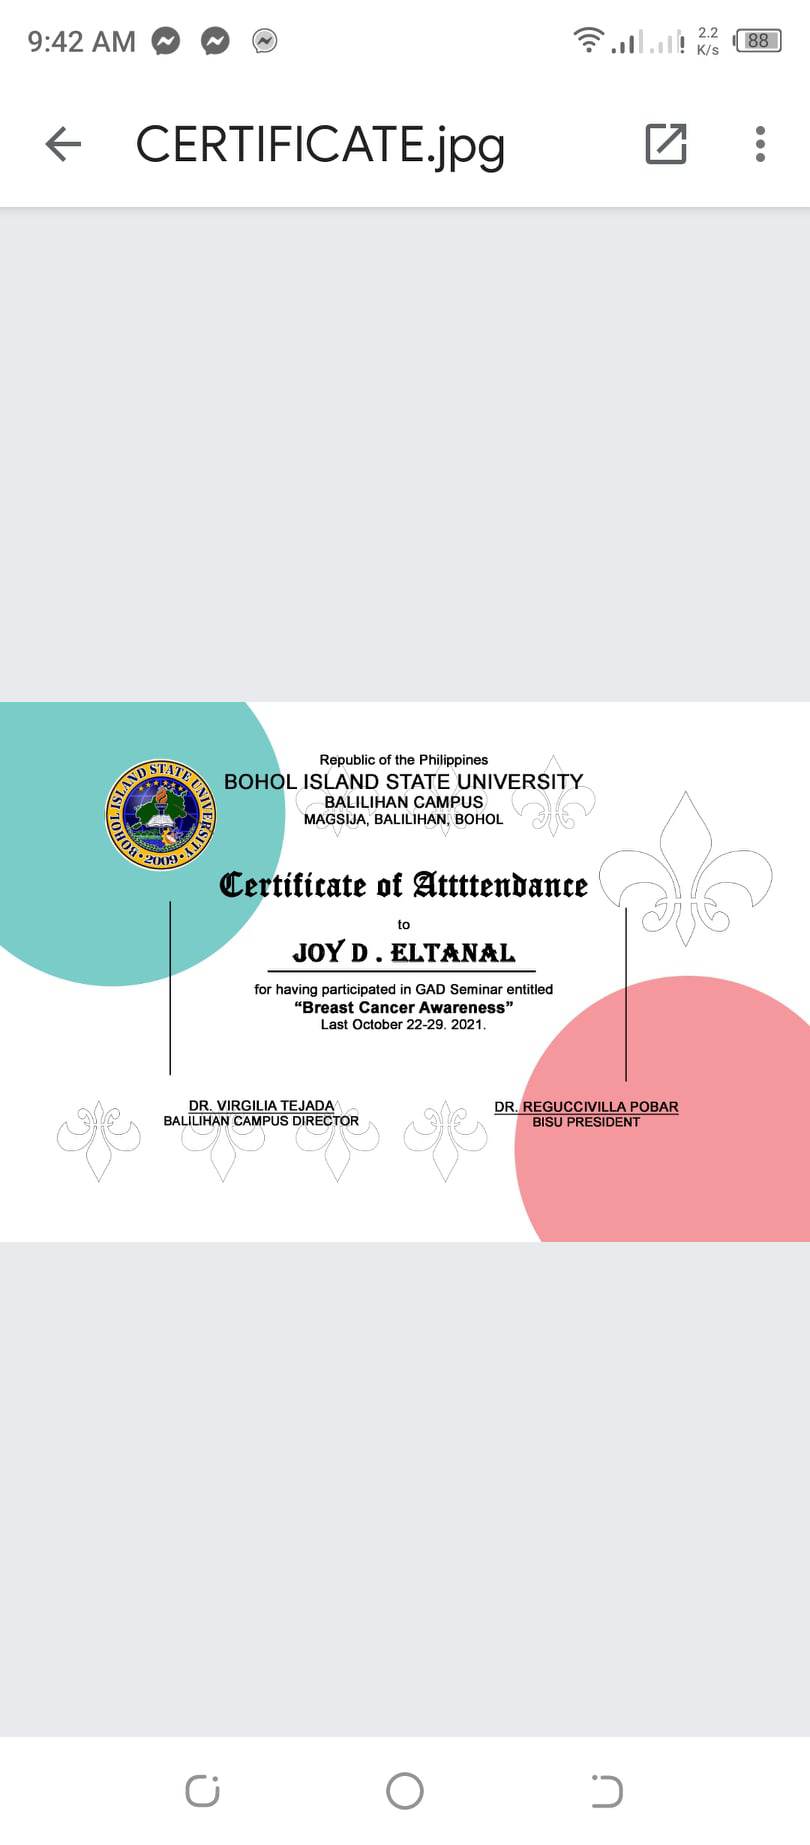 9:42 AM
2.2
K/s
88
CERTIFICATE.jpg
Republic of the Philippines
BOHOL ISLAND STATE UNIVERSITY
BALILIHAN CAMPUS
MAGSIJA, BALILIHAN, BOHOL
BOHOL ISLAND STATE UNIVERSITY
2009
Certificate of Attttendance
to
JOY D . ELTANAL
for having participated in GAD Seminar entitled
“Breast Cancer Awareness”
Last October 22-29. 2021.
DR. VIRGILIA TEJADA
BALILIHAN CAMPUS DIRECTOR
DR. REGUCCIVILLA POBAR
BISU PRESIDENT